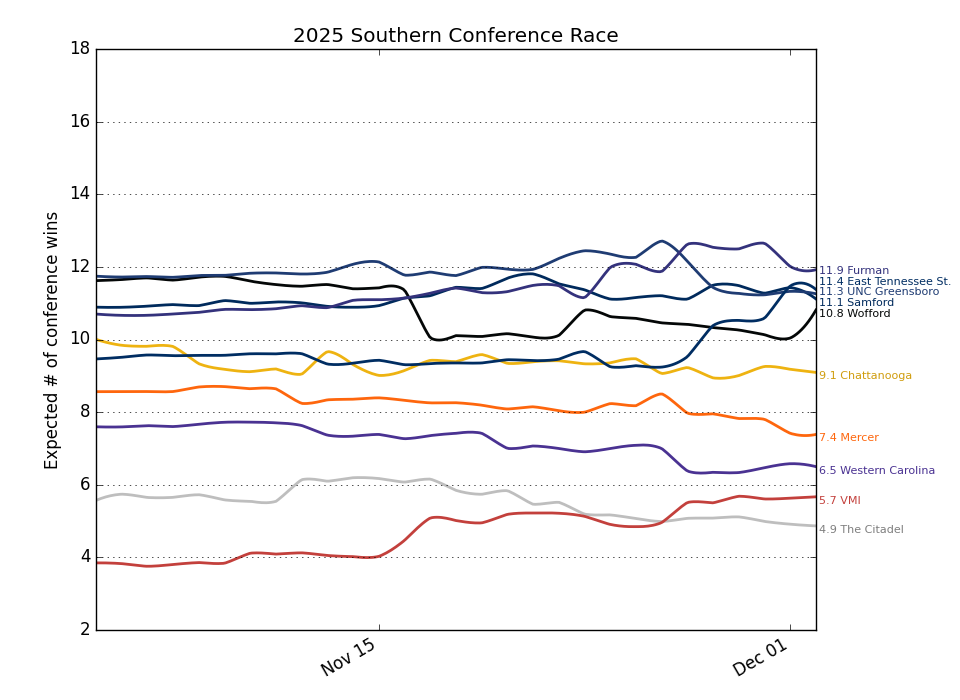 2025 Southern Conference Race
Expected # of conference wins
18
16
14
12
10
8
6
4
2
Nov 15
Dec 01
11.9 Furman
11.4 East Tennessee St.
11.3 UNC Greensboro
11.1 Samford
10.8 Wofford
9.1 Chattanooga
7.4 Mercer
6.5 Western Carolina
5.7 VMI
4.9 The Citadel